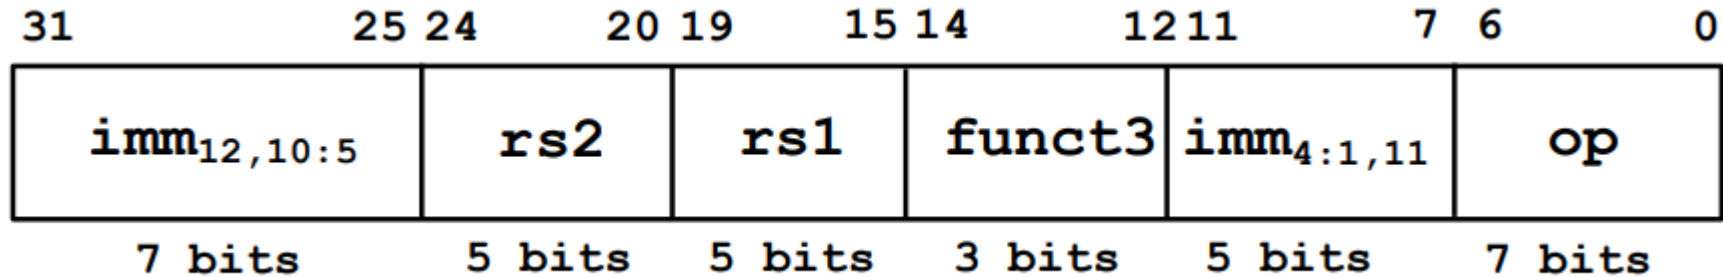 31 25 24 20 19 15 14 12 11 7 6 0
imm12,10:5 rs2 rs1 funct3 imm4:1,11 op
7 bits 5 bits 5 bits 3 bits 5 bits 7 bits